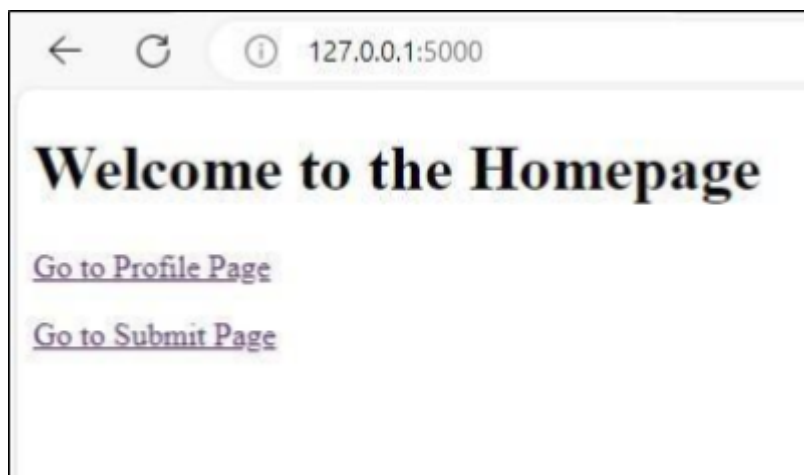 127.0.0.1:5000
Welcome to the Homepage
Go to Profile Page
Go to Submit Page